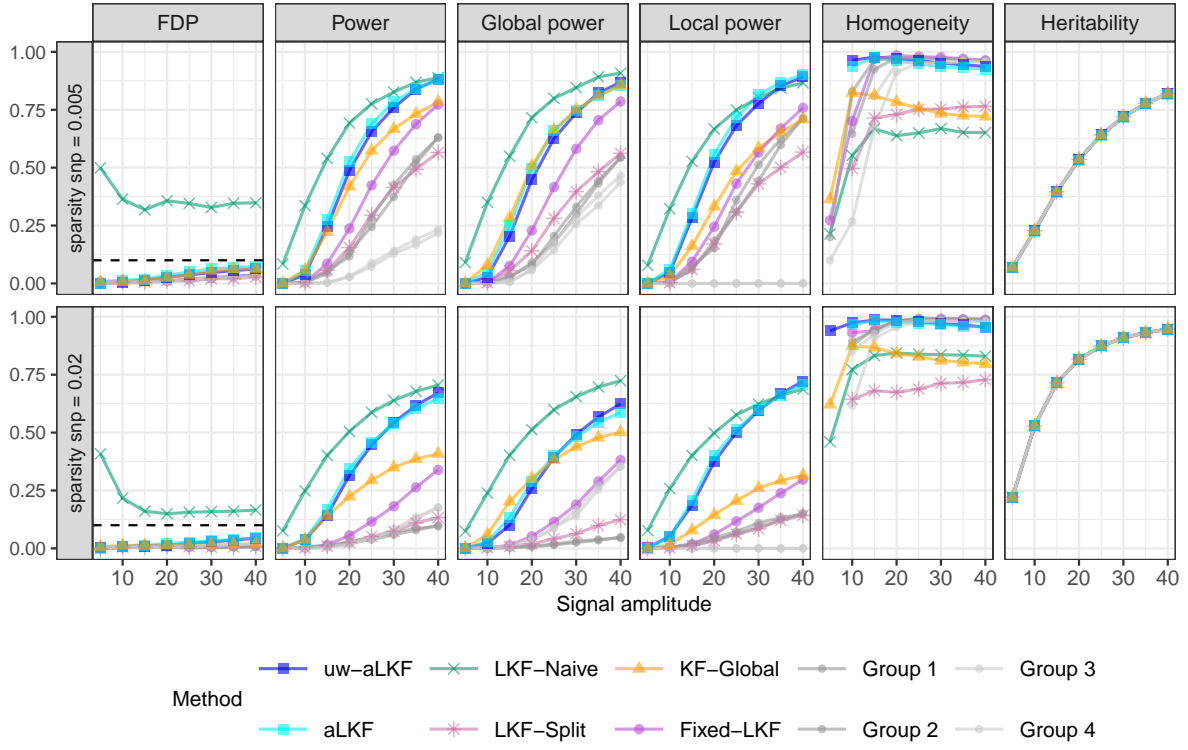 FDP Power Global power Local power Homogeneity Heritability
sparsity snp = 0.005
1.00
0.75
0.50
0.25
0.00
sparsity snp = 0.02
1.00
0.75
0.50
0.25
0.00
10 20 30 40 10 20 30 40 10 20 30 40 10 20 30 40 10 20 30 40 10 20 30 40
Signal amplitude
Method
uw−aLKF LKF−Naive KF−Global Group 1 Group 3
aLKF LKF−Split Fixed−LKF Group 2 Group 4